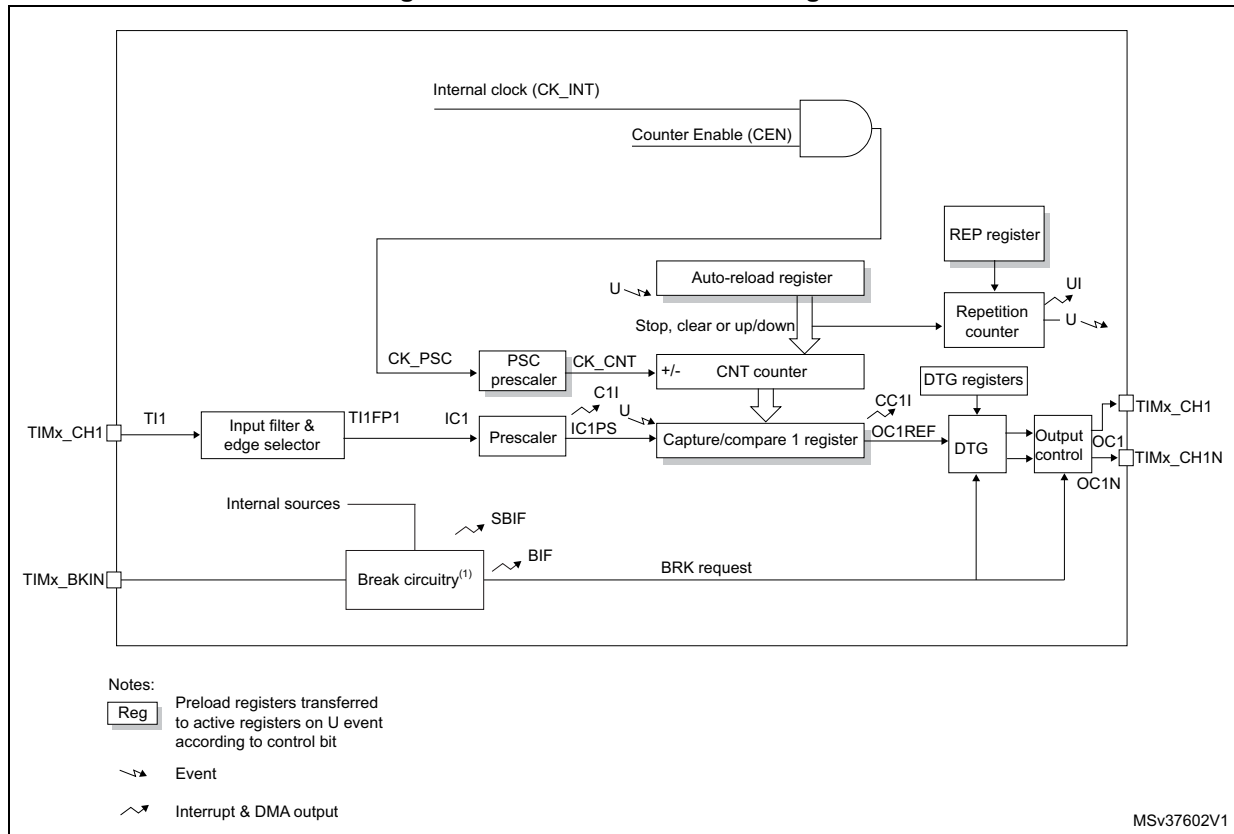 Internal clock (CK_INT)
Counter Enable (CEN)
REP register
Auto-reload register
U
UI
Stop, clear or up/down
Repetition
counter
U
CK_PSC
PSC
prescaler
CK_CNT
+/-
CNT counter
DTG registers
TIMx_CH1
TI1
Input filter &
edge selector
TI1FP1
IC1
Prescaler
C1I
IC1PS
U
Capture/compare 1 register
CC1I
OC1REF
DTG
Output
control
OC1
TIMx_CH1
TIMx_CH1N
OC1N
Internal sources
SBIF
TIMx_BKIN
Break circuitry(1)
BIF
BRK request
Notes:
Reg
Preload registers transferred
to active registers on U event
according to control bit
Event
Interrupt & DMA output
MSv37602V1